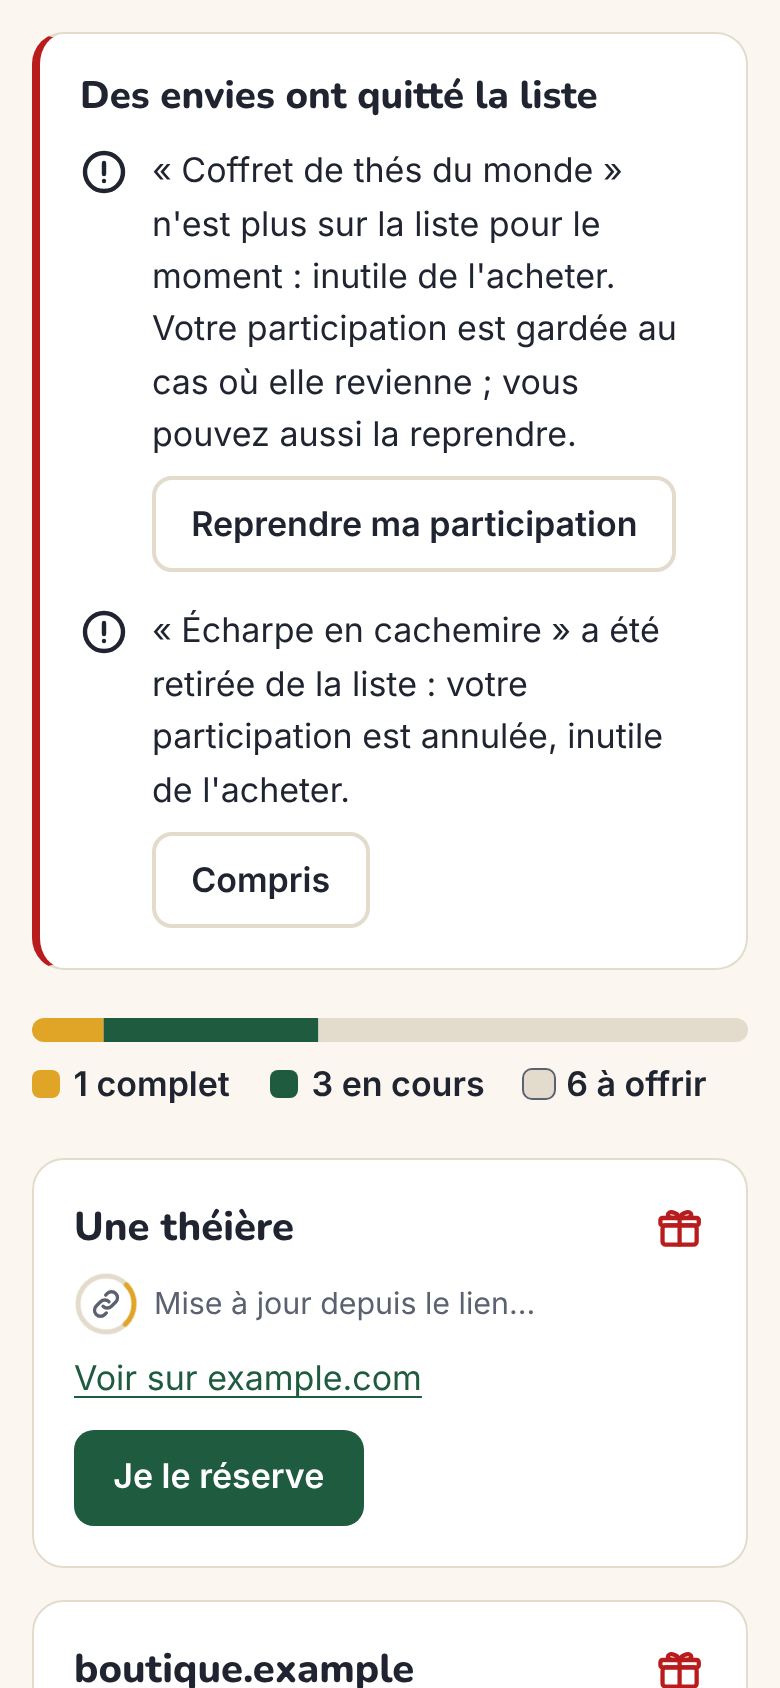 Des envies ont quitté la liste
« Coffret de thés du monde »
n'est plus sur la liste pour le
moment : inutile de l'acheter.
Votre participation est gardée au
cas où elle revienne ; vous
pouvez aussi la reprendre.
Reprendre ma participation
« Écharpe en cachemire » a été
retirée de la liste : votre
participation est annulée, inutile
de l'acheter.
Compris
1 complet 3 en cours 6 à offrir
Une théière
Mise à jour depuis le lien...
Voir sur example.com
Je le réserve
boutique.example